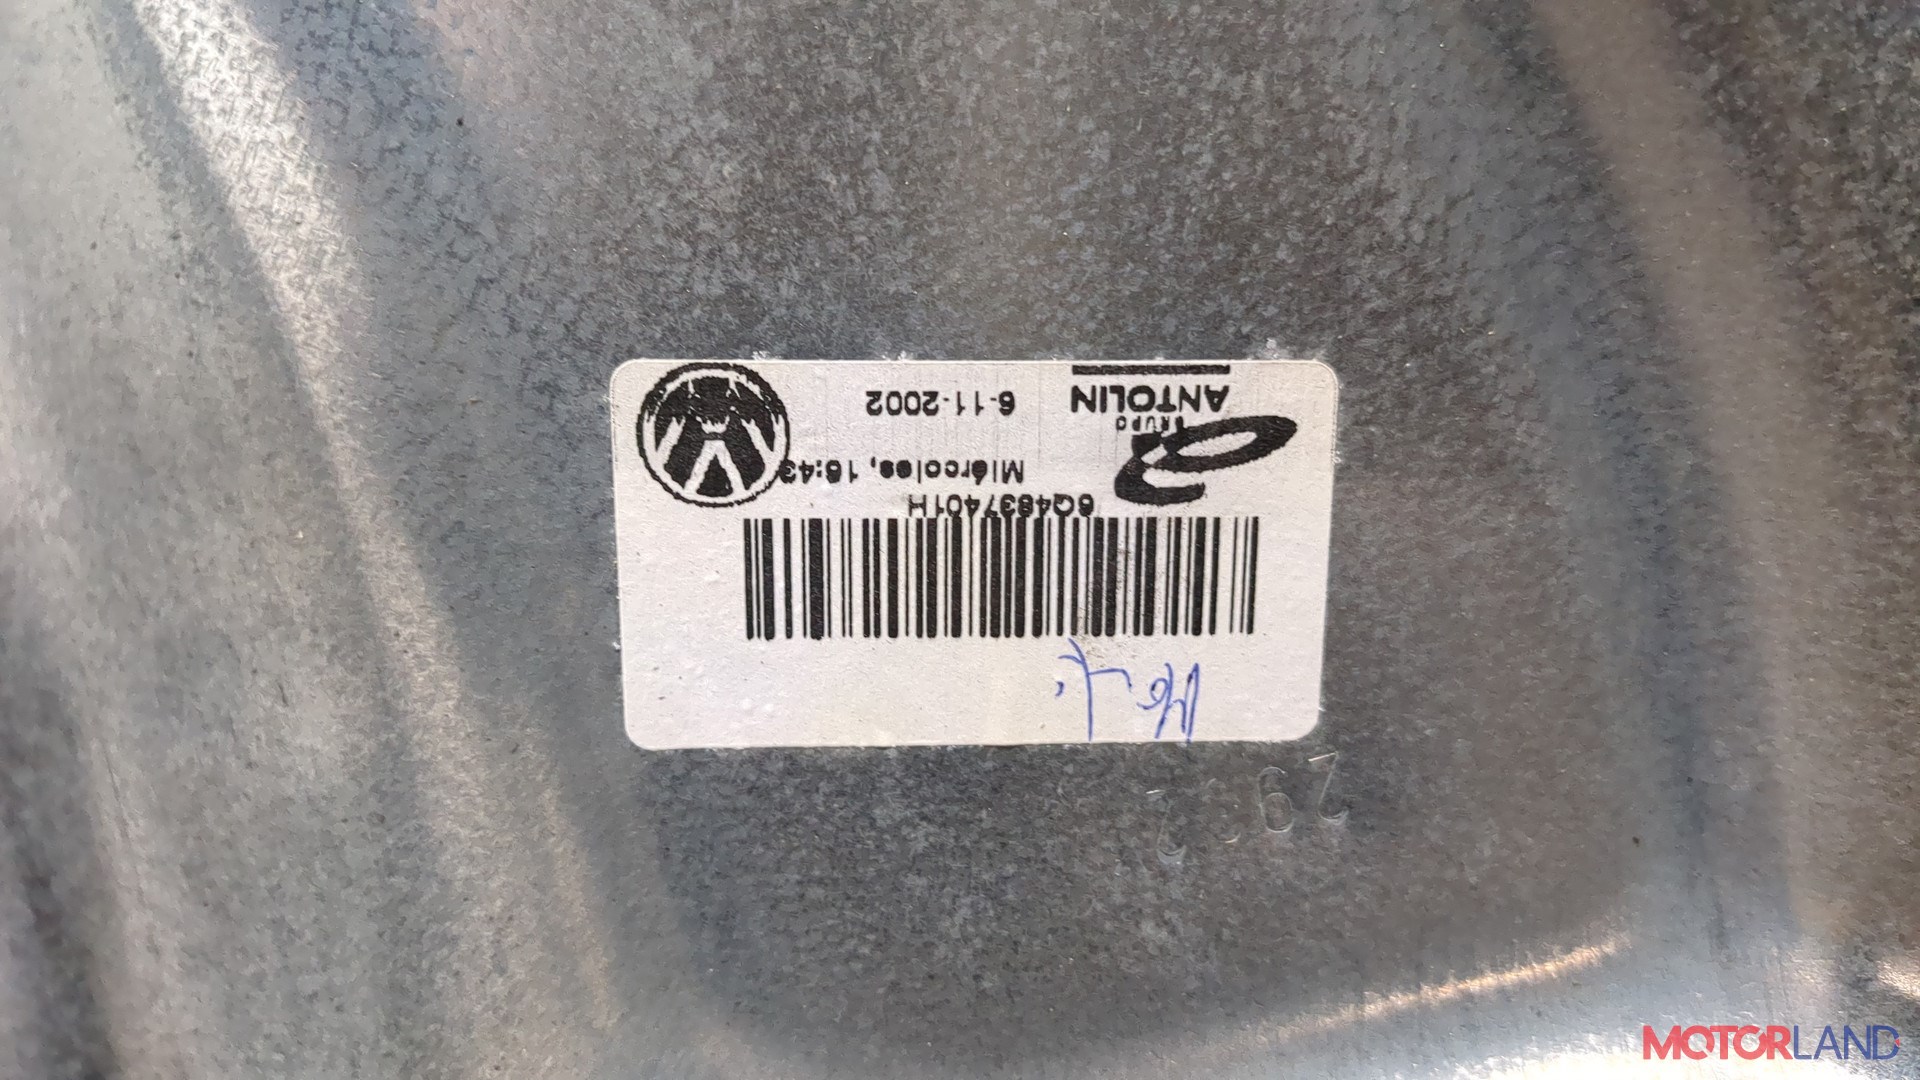 6Q4837401H
Miércoles, 16:43
GRUPO
ANTOLIN
6-11-2002
MOTORLAND